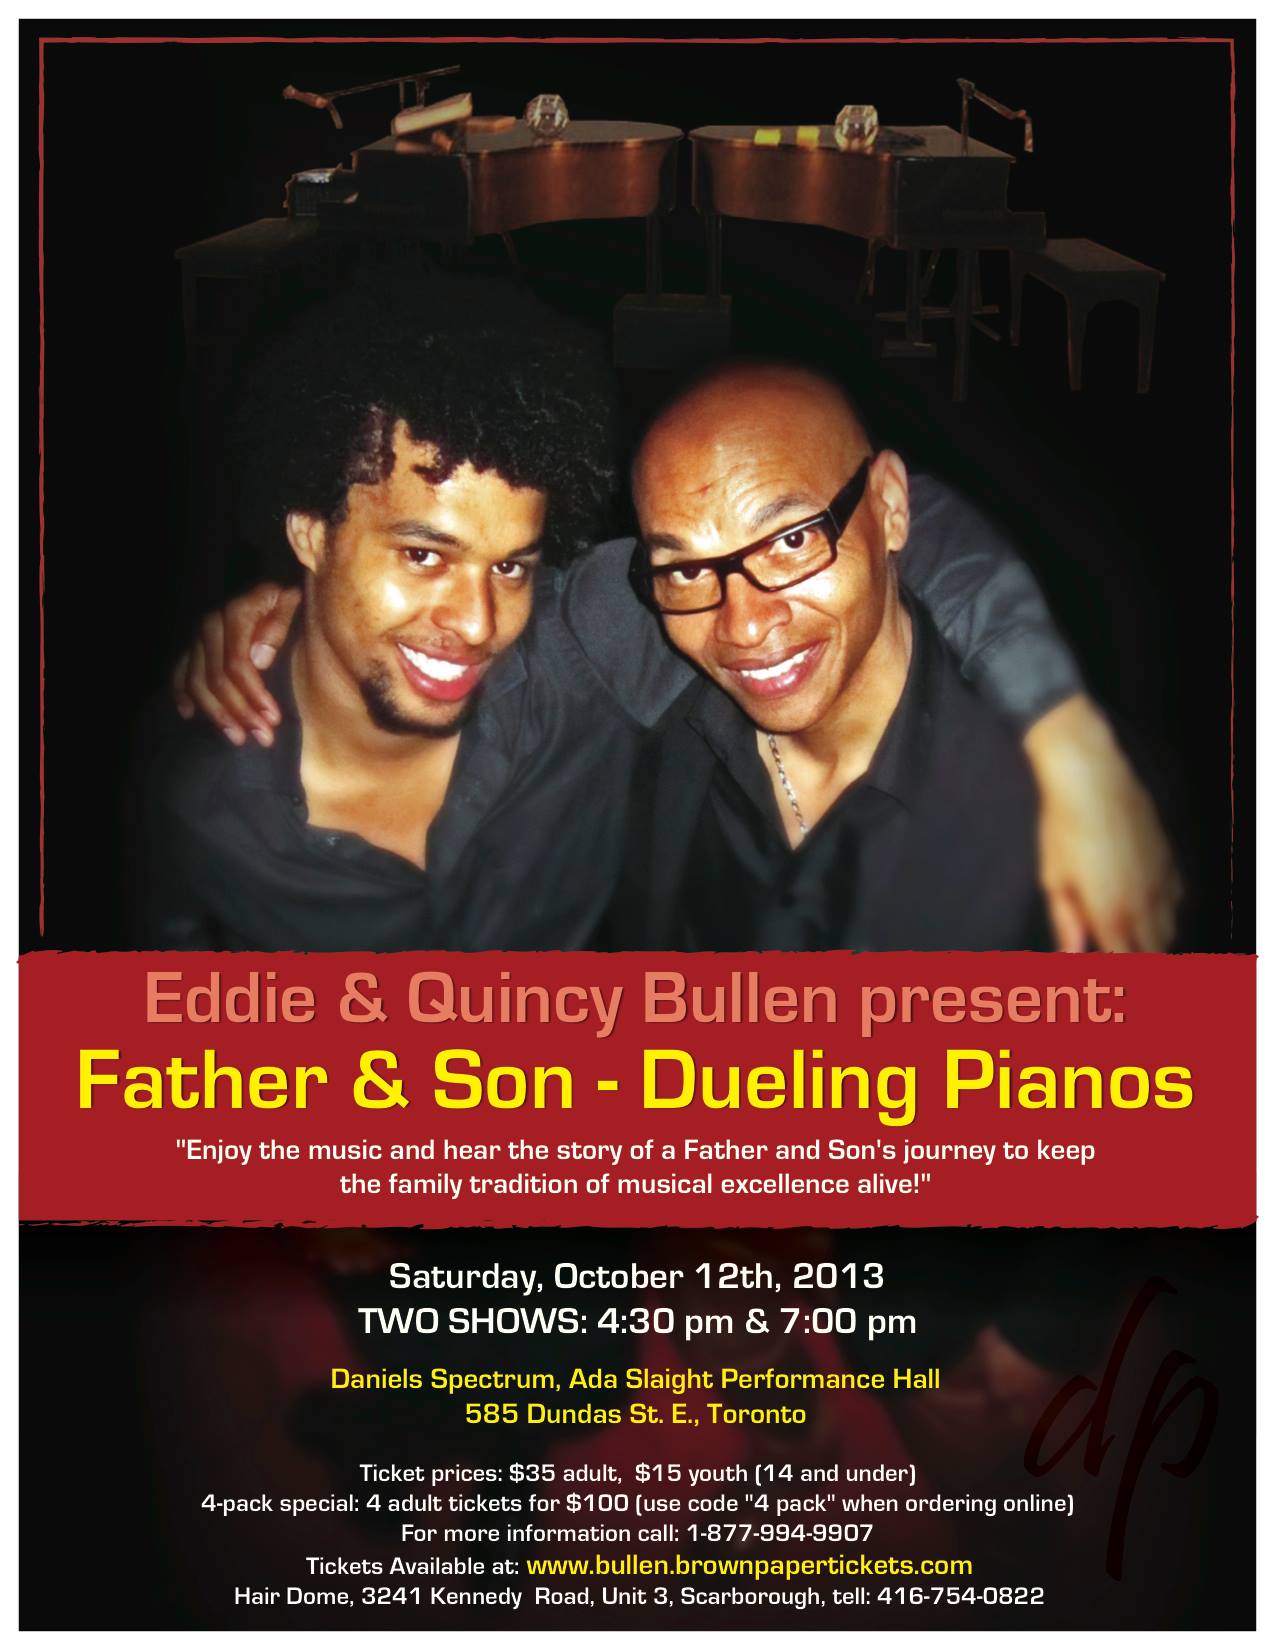 Eddie & Quincy Bullen present:
Father & Son - Dueling Pianos
"Enjoy the music and hear the story of a Father and Son's journey to keep
the family tradition of musical excellence alive!"
Saturday, October 12th, 2013
TWO SHOWS: 4:30 pm & 7:00 pm
Daniels Spectrum, Ada Slaight Performance Hall
585 Dundas St. E., Toronto
dp
Ticket prices: $35 adult,  $15 youth (14 and under)
4-pack special: 4 adult tickets for $100 (use code "4 pack" when ordering online)
For more information call: 1-877-994-9907
Tickets Available at: www.bullen.brownpapertickets.com
Hair Dome, 3241 Kennedy  Road, Unit 3, Scarborough, tell: 416-754-0822